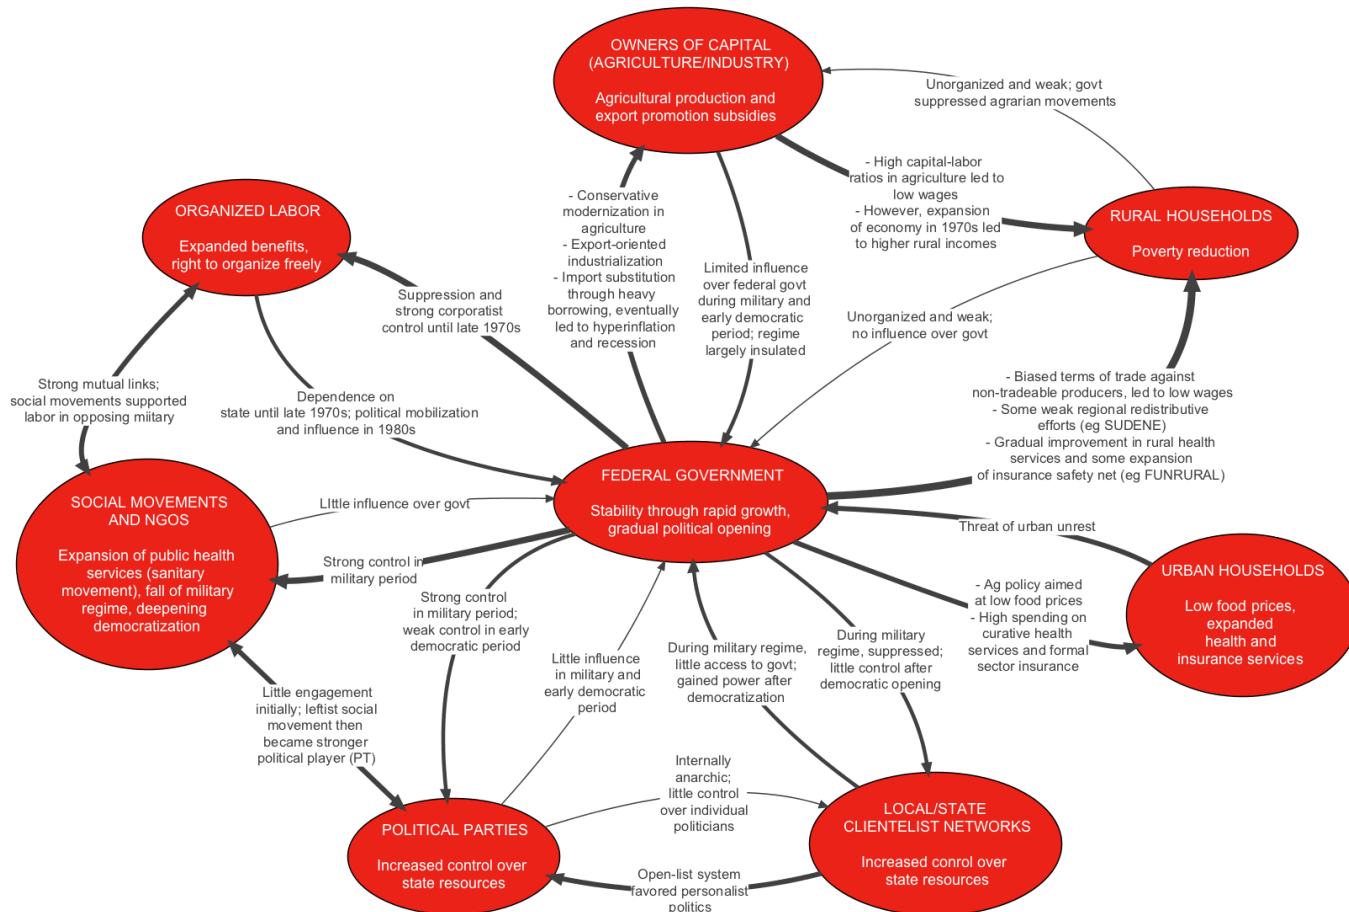 OWNERS OF CAPITAL
(AGRICULTURE/INDUSTRY)
Agricultural production and
export promotion subsidies
Unorganized and weak; govt
suppressed agrarian movements
- High capital-labor
ratios in agriculture led to
low wages
- However, expansion
of economy in 1970s led
to higher rural incomes
RURAL HOUSEHOLDS
Poverty reduction
ORGANIZED LABOR
Expanded benefits,
right to organize freely
- Conservative
modernization in
agriculture
- Export-oriented
industrialization
- Import substitution
through heavy
borrowing, eventually
led to hyperinflation
and recession
Limited influence
over federal govt
during military and
early democratic
period; regime
largely insulated
Suppression and
strong corporatist
control until late 1970s
Unorganized and weak;
no influence over govt
Strong mutual links;
social movements supported
labor in opposing miitary
Dependence on
state until late 1970s; political mobilization
and influence in 1980s
- Biased terms of trade against
non-tradeable producers, led to low wages
- Some weak regional redistributive
efforts (eg SUDENE)
- Gradual improvement in rural health
services and some expansion
of insurance safety net (eg FUNRURAL)
FEDERAL GOVERNMENT
Stability through rapid growth,
gradual political opening
SOCIAL MOVEMENTS
AND NGOS
Expansion of public health
services (sanitary
movement), fall of military
regime, deepening
democratization
LIttle influence over govt
Strong control in
military period
Threat of urban unrest
URBAN HOUSEHOLDS
Low food prices,
expanded
health and
insurance services
- Ag policy aimed
at low food prices
- High spending on
curative health
services and formal
sector insurance
Strong control
in military period;
weak control in early
democratic period
Little influence
in military and
early democratic
period
During military regime,
little access to govt;
gained power after
democratization
During military
regime, suppressed;
little control after
democratic opening
Little engagement
initially; leftist social
movement then
became stronger
political player (PT)
Internally
anarchic;
little control
over individual
politicians
POLITICAL PARTIES
Increased control over
state resources
LOCAL/STATE
CLIENTELIST NETWORKS
Increased conrol over
state resources
Open-list system
favored personalist
politics